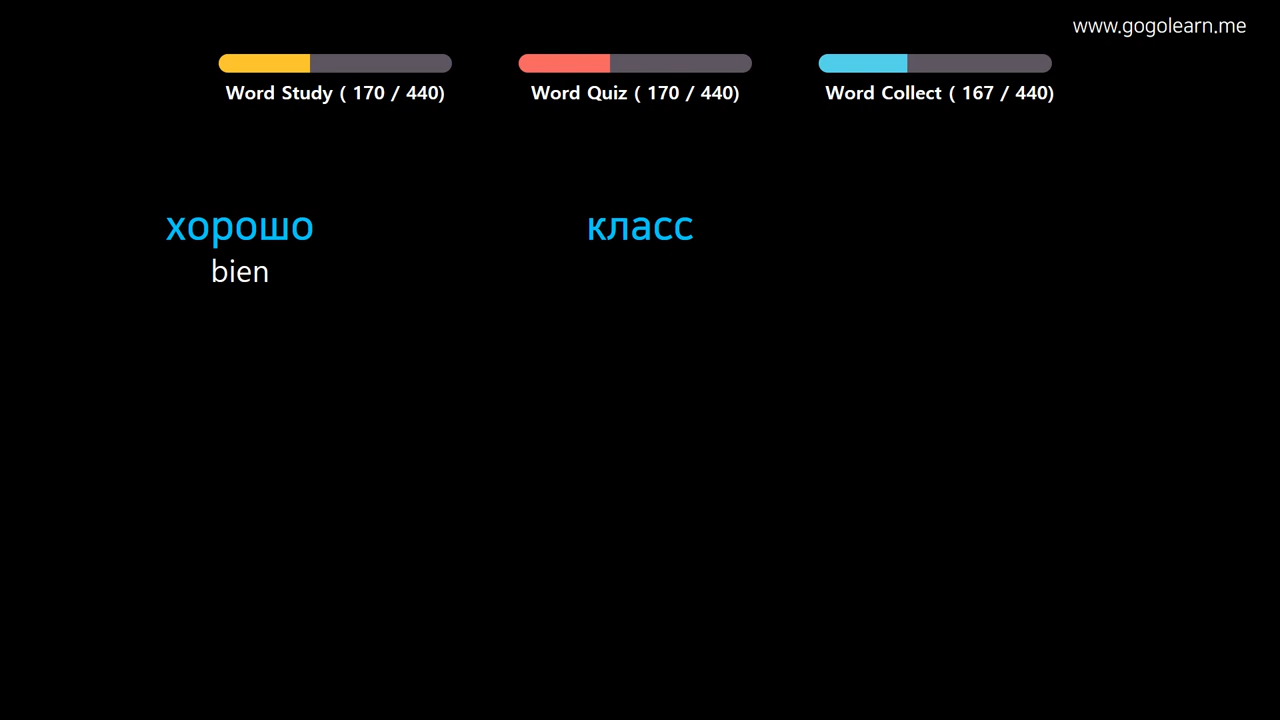 www.gogolearn.me
Word Study ( 170 / 440)
Word Quiz ( 170 / 440)
Word Collect ( 167 / 440)
хорошо
bien
класс